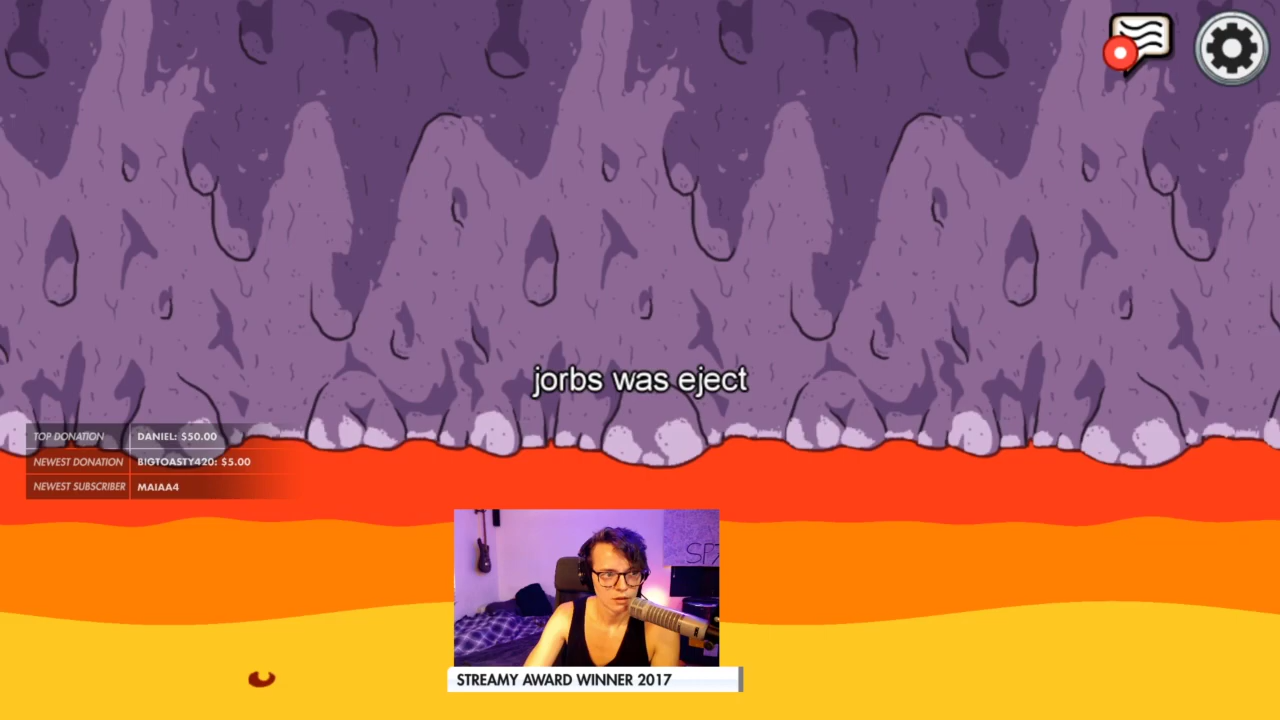 jorbs was eject
TOP DONATION DANIEL: $50.00
NEWEST DONATION BIGTOASTY420: $5.00
NEWEST SUBSCRIBER MAIAA4
STREAMY AWARD WINNER 2017